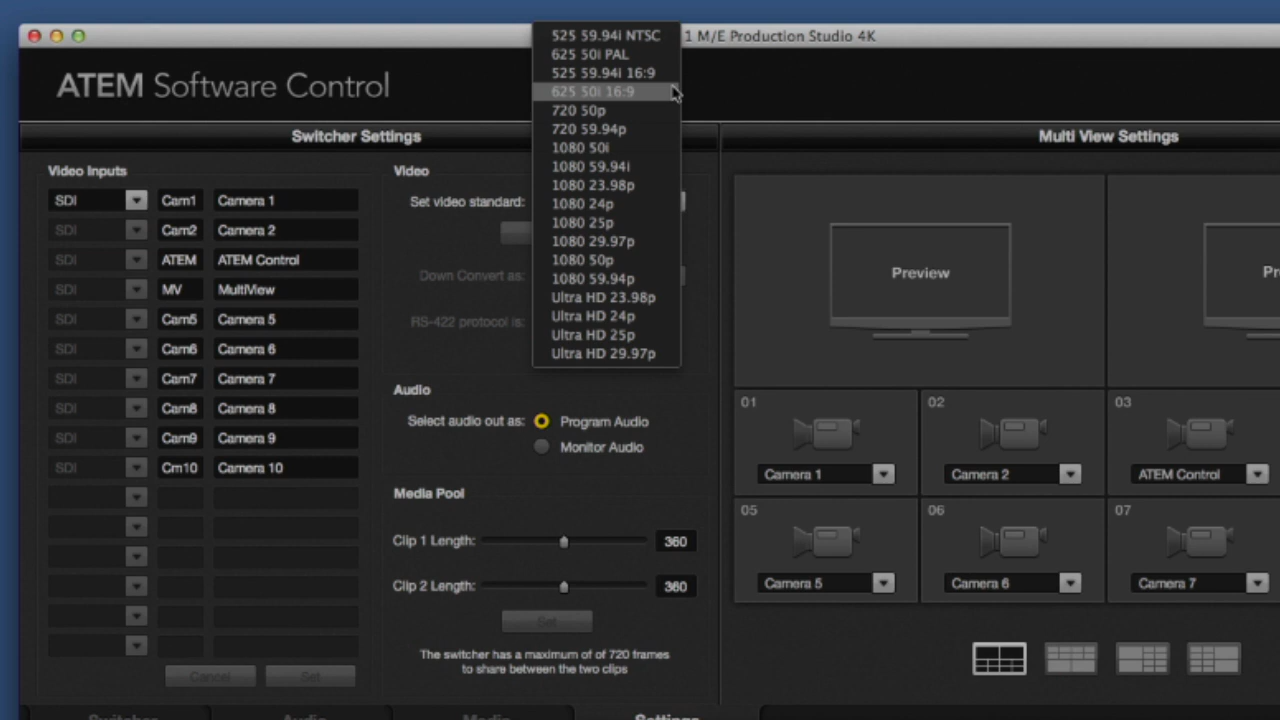 1 M/E Production Studio 4K
ATEM Software Control
525 59.94i NTSC
625 50i PAL
525 59.94i 16:9
625 50i 16:9
720 50p
720 59.94p
1080 50i
1080 59.94i
1080 23.98p
1080 24p
1080 25p
1080 29.97p
1080 50p
1080 59.94p
Ultra HD 23.98p
Ultra HD 24p
Ultra HD 25p
Ultra HD 29.97p
Switcher Settings
Video Inputs
SDI Cam1 Camera 1
SDI Cam2 Camera 2
SDI ATEM ATEM Control
SDI MV MultiView
SDI Cam5 Camera 5
SDI Cam6 Camera 6
SDI Cam7 Camera 7
SDI Cam8 Camera 8
SDI Cam9 Camera 9
SDI Cm10 Camera 10
Cancel Set
Video
Set video standard:
Down Convert as:
RS-422 protocol is:
Audio
Select audio out as: Program Audio
Monitor Audio
Media Pool
Clip 1 Length: 360
Clip 2 Length: 360
Set
The switcher has a maximum of of 720 frames
to share between the two clips
Multi View Settings
Preview
01 02 03
Camera 1 Camera 2 ATEM Control
05 06 07
Camera 5 Camera 6 Camera 7
Switcher Audio Media Settings